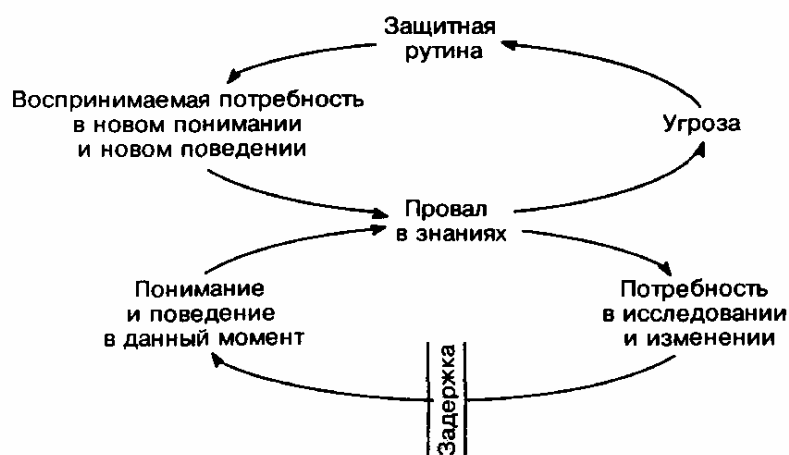 Защитная
рутина
Воспринимаемая потребность
в новом понимании
и новом поведении
Угроза
Провал
в знаниях
Понимание
и поведение
в данный момент
Потребность
в исследовании
и изменении
Задержка